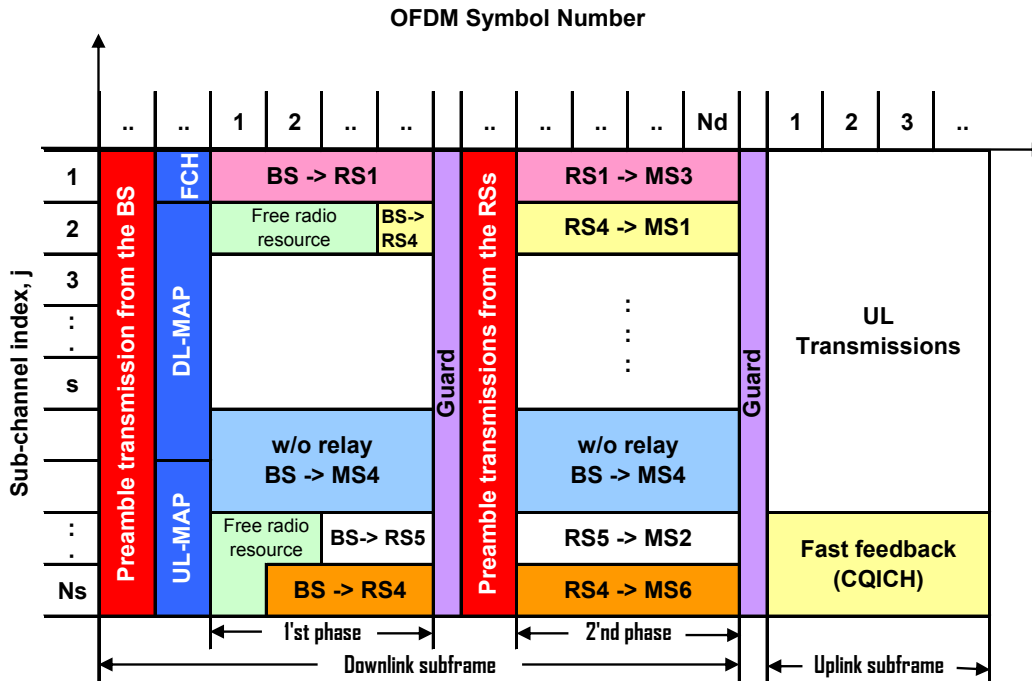 OFDM Symbol Number
.. .. 1 2 .. .. .. .. .. .. Nd 1 2 3 ..
Sub-channel index, j
1
2
3
:
.
s
:
.
Ns
Preamble transmission from the BS
FCH
DL-MAP
UL-MAP
BS -> RS1
Free radio
resource
BS->
RS4
w/o relay
BS -> MS4
Free radio
resource
BS-> RS5
BS -> RS4
Guard
Preamble transmissions from the RSs
RS1 -> MS3
RS4 -> MS1
:
:
w/o relay
BS -> MS4
RS5 -> MS2
RS4 -> MS6
Guard
UL
Transmissions
Fast feedback
(CQICH)
1'st phase
2'nd phase
Downlink subframe
Uplink subframe